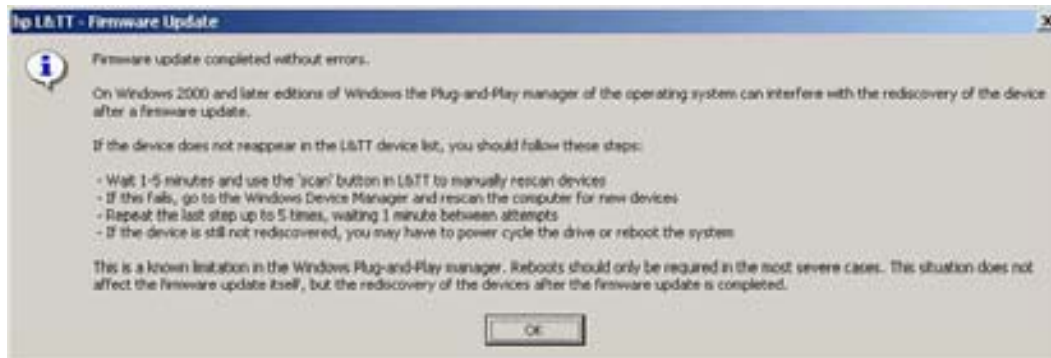 hp L&TT - Firmware Update
Firmware update completed without errors.
On Windows 2000 and later editions of Windows the Plug-and-Play manager of the operating system can interfere with the rediscovery of the device
after a firmware update.
If the device does not reappear in the L&TT device list, you should follow these steps:
- Wait 1-5 minutes and use the 'scan' button in L&TT to manually rescan devices
- If this fails, go to the Windows Device Manager and rescan the computer for new devices
- Repeat the last step up to 5 times, waiting 1 minute between attempts
- If the device is still not rediscovered, you may have to power cycle the drive or reboot the system
This is a known limitation in the Windows Plug-and-Play manager. Reboots should only be required in the most severe cases. This situation does not
affect the firmware update itself, but the rediscovery of the devices after the firmware update is completed.
OK